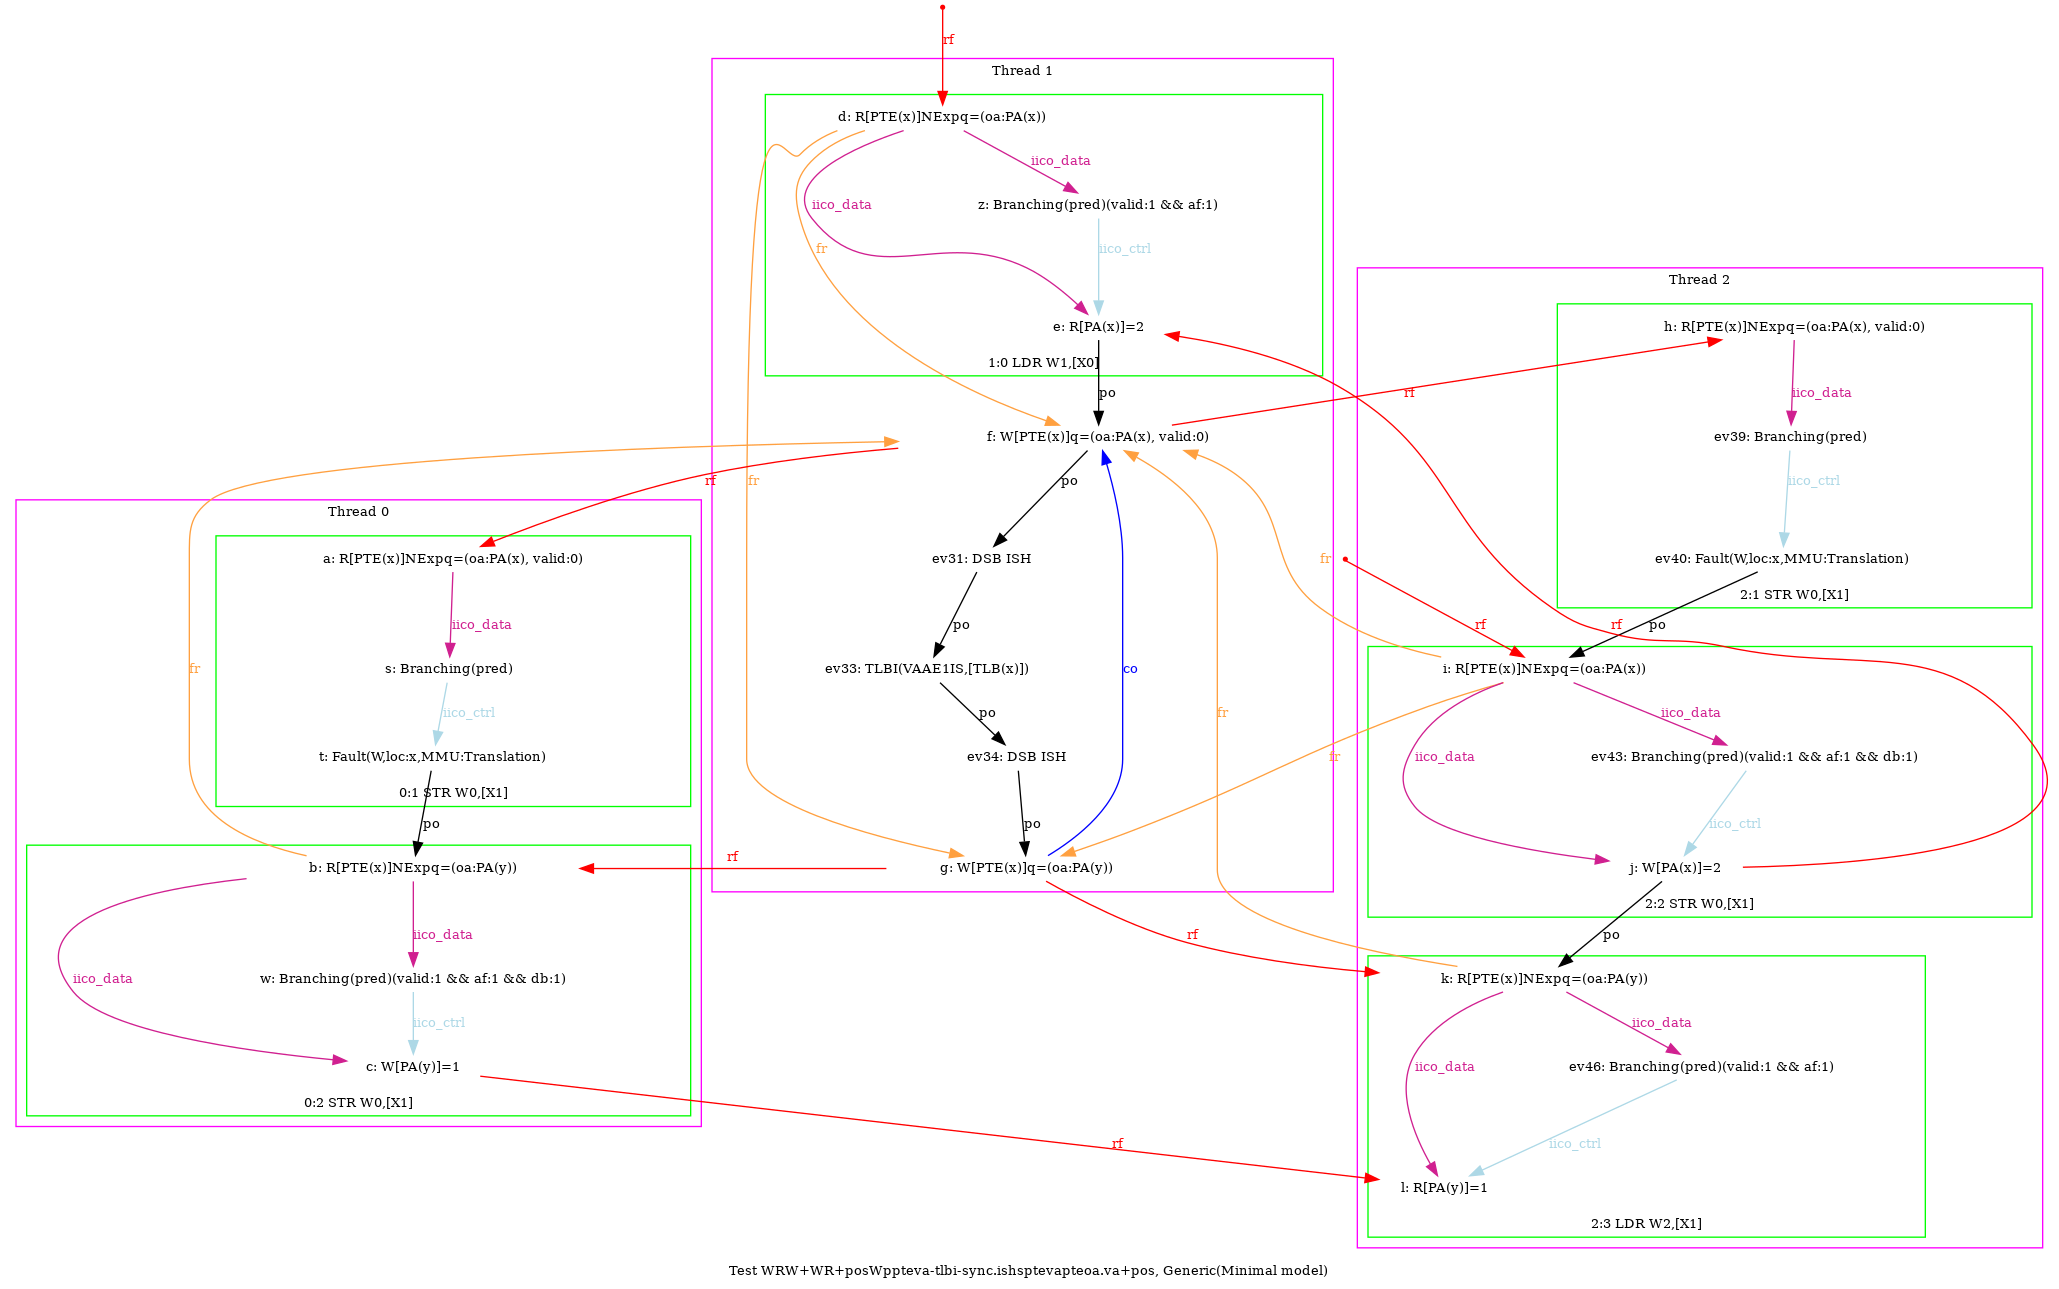 rf
Thread 1
d: R[PTE(x)]NExpq=(oa:PA(x))
iico_data
z: Branching(pred)(valid:1 && af:1)
iico_data
fr
iico_ctrl
Thread 2
e: R[PA(x)]=2
h: R[PTE(x)]NExpq=(oa:PA(x), valid:0)
1:0 LDR W1,[X0]
po
rf
iico_data
f: W[PTE(x)]q=(oa:PA(x), valid:0)
ev39: Branching(pred)
fr
rf
po
iico_ctrl
Thread 0
a: R[PTE(x)]NExpq=(oa:PA(x), valid:0)
ev31: DSB ISH
fr
ev40: Fault(W,loc:x,MMU:Translation)
2:1 STR W0,[X1]
iico_data
po
rf
rf
po
fr
s: Branching(pred)
ev33: TLBI(VAAE1IS,[TLB(x)])
co
i: R[PTE(x)]NExpq=(oa:PA(x))
iico_ctrl
po
fr
iico_data
t: Fault(W,loc:x,MMU:Translation)
ev34: DSB ISH
fr
iico_data
ev43: Branching(pred)(valid:1 && af:1 && db:1)
0:1 STR W0,[X1]
po
po
iico_ctrl
b: R[PTE(x)]NExpq=(oa:PA(y))
rf
g: W[PTE(x)]q=(oa:PA(y))
j: W[PA(x)]=2
2:2 STR W0,[X1]
iico_data
rf
po
iico_data
w: Branching(pred)(valid:1 && af:1 && db:1)
k: R[PTE(x)]NExpq=(oa:PA(y))
iico_ctrl
iico_data
c: W[PA(y)]=1
iico_data
ev46: Branching(pred)(valid:1 && af:1)
0:2 STR W0,[X1]
rf
iico_ctrl
l: R[PA(y)]=1
2:3 LDR W2,[X1]
Test WRW+WR+posWppteva-tlbi-sync.ishsptevapteoa.va+pos, Generic(Minimal model)